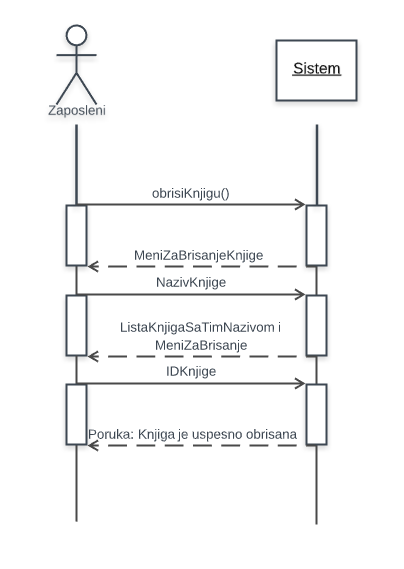 Zaposleni
Sistem
obrisiKnjigu()
MeniZaBrisanjeKnjige
NazivKnjige
ListaKnjigaSaTimNazivom i
MeniZaBrisanje
IDKnjige
Poruka: Knjiga je uspesno obrisana